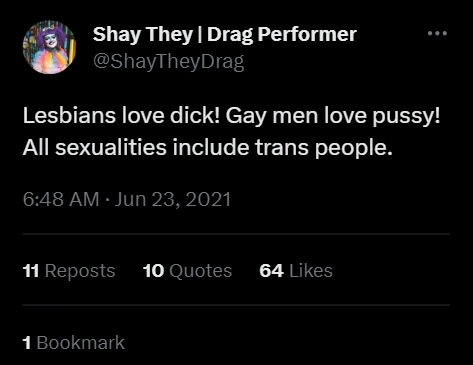 Shay They | Drag Performer
@ShayTheyDrag
Lesbians love dick! Gay men love pussy!
All sexualities include trans people.
6:48 AM · Jun 23, 2021
11 Reposts 10 Quotes 64 Likes
1 Bookmark